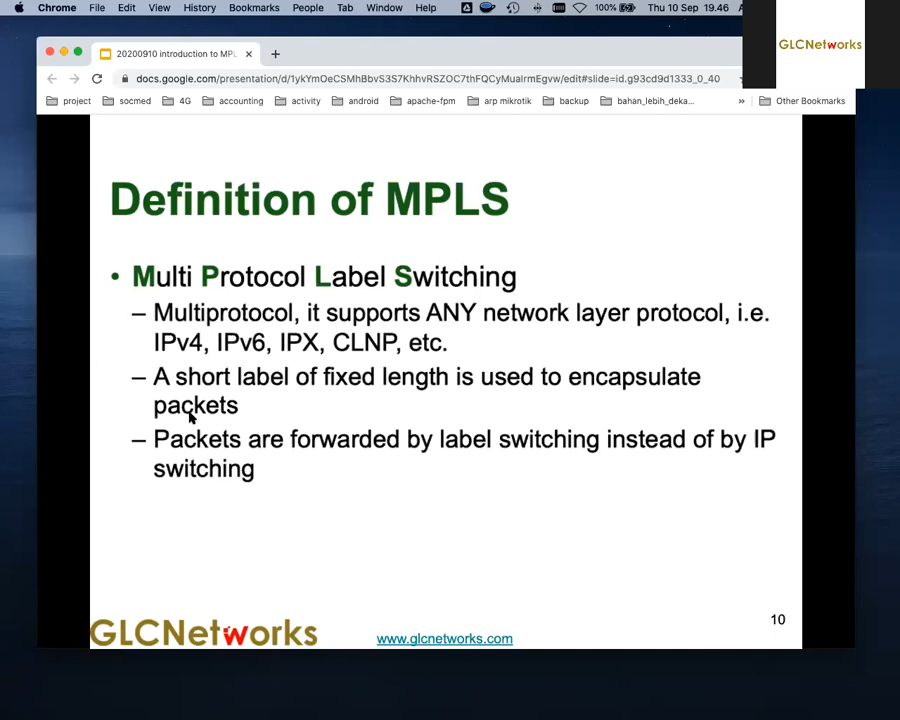 Chrome File Edit View History Bookmarks People Tab Window Help 100% Thu 10 Sep 19.46
GLCNetworks
20200910 introduction to MPL
docs.google.com/presentation/d/1ykYmOeCSMhBbvS3S7KhhvRSZOC7thFQCyMualrmEgvw/edit#slide=id.g93cd9d1333_0_40
project socmed 4G accounting activity android apache-fpm arp mikrotik backup bahan_lebih_deka... » Other Bookmarks
Definition of MPLS
• Multi Protocol Label Switching
– Multiprotocol, it supports ANY network layer protocol, i.e.
IPv4, IPv6, IPX, CLNP, etc.
– A short label of fixed length is used to encapsulate
packets
– Packets are forwarded by label switching instead of by IP
switching
10
GLCNetworks
www.glcnetworks.com